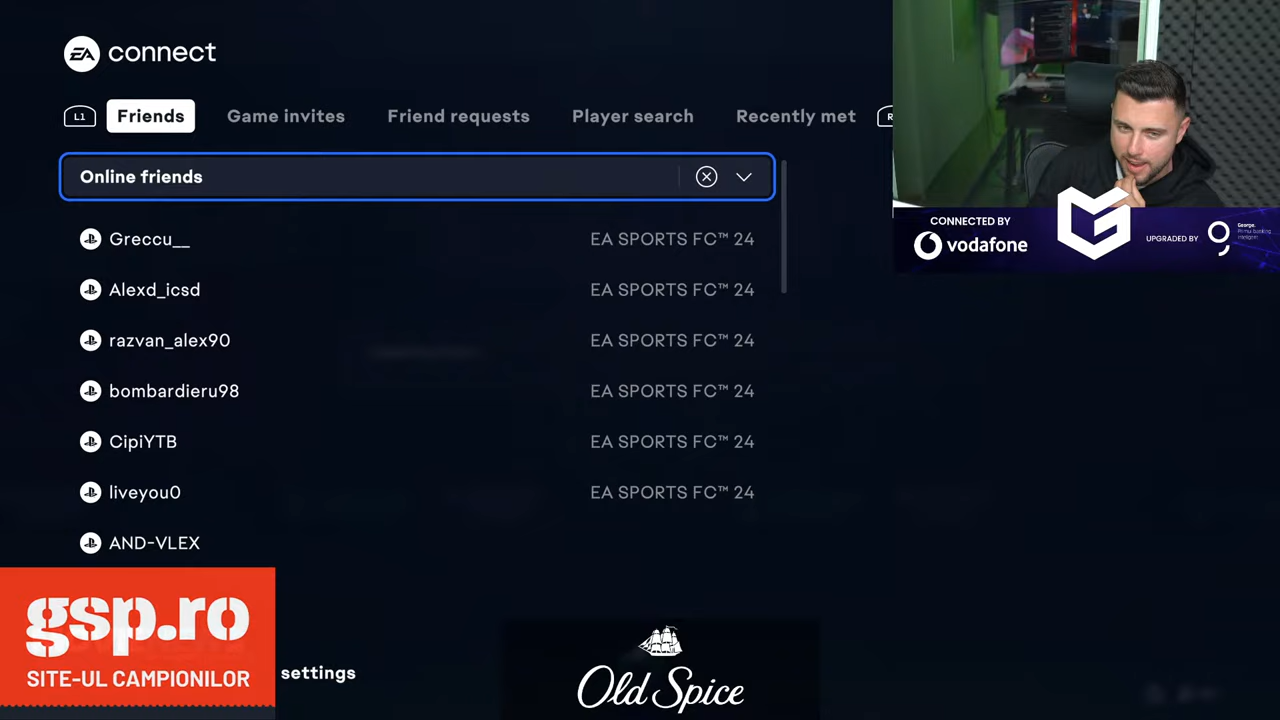 EA connect
L1 Friends Game invites Friend requests Player search Recently met R
Online friends
Greccu__ EA SPORTS FC™ 24
Alexd_icsd EA SPORTS FC™ 24
razvan_alex90 EA SPORTS FC™ 24
bombardieru98 EA SPORTS FC™ 24
CipiYTB EA SPORTS FC™ 24
liveyou0 EA SPORTS FC™ 24
AND-VLEX
settings
CONNECTED BY
vodafone
G
UPGRADED BY
George.
gsp.ro
SITE-UL CAMPIONILOR
Old Spice